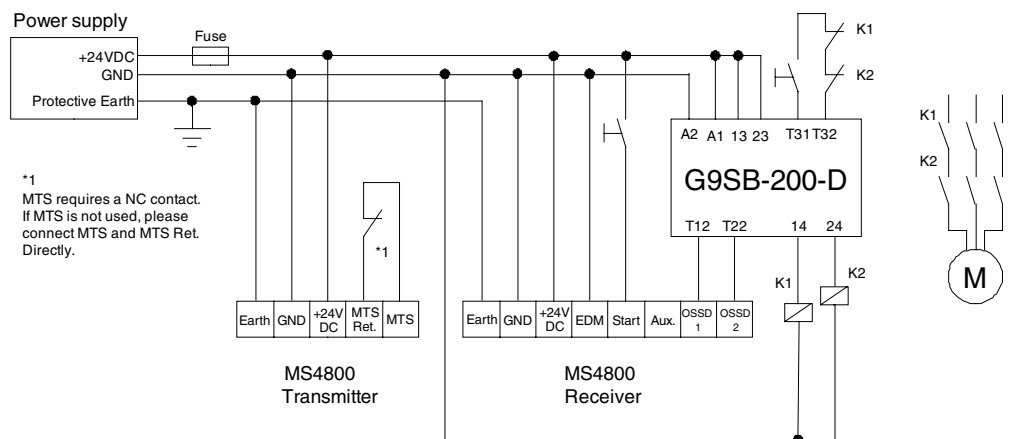 Power supply
+24VDC
GND
Protective Earth
Fuse
K1
K2
A2 A1 13 23 T31 T32
G9SB-200-D
T12 T22 14 24
K1
K2
K1
K2
M
*1
MTS requires a NC contact.
If MTS is not used, please
connect MTS and MTS Ret.
Directly.
*1
Earth
GND
+24V
DC
MTS
Ret.
MTS
MS4800
Transmitter
Earth
GND
+24V
DC
EDM
Start
Aux.
OSSD
1
OSSD
2
MS4800
Receiver